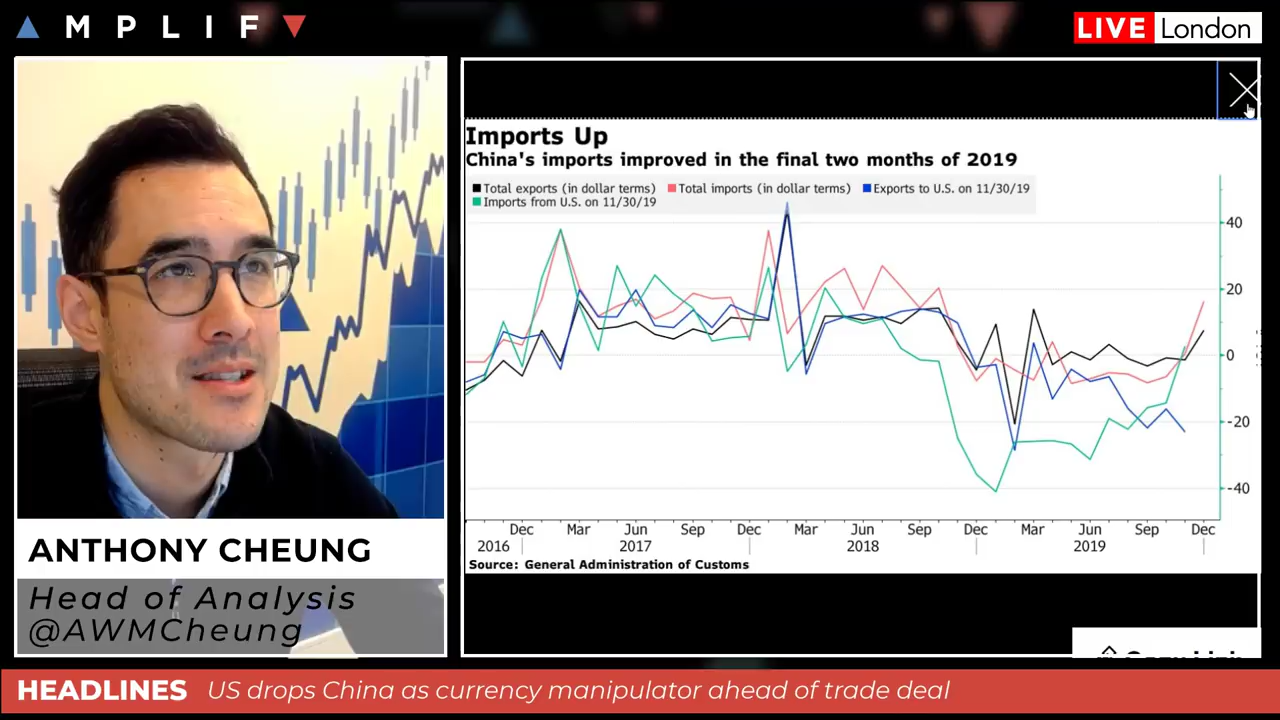 AMPLIFY
LIVE London
Imports Up
China's imports improved in the final two months of 2019
Total exports (in dollar terms) Total imports (in dollar terms) Exports to U.S. on 11/30/19
Imports from U.S. on 11/30/19
40
20
0
-20
-40
Dec Mar Jun Sep Dec Mar Jun Sep Dec Mar Jun Sep Dec
2016 2017 2018 2019
Source: General Administration of Customs
ANTHONY CHEUNG
Head of Analysis
@AWMCheung
HEADLINES US drops China as currency manipulator ahead of trade deal